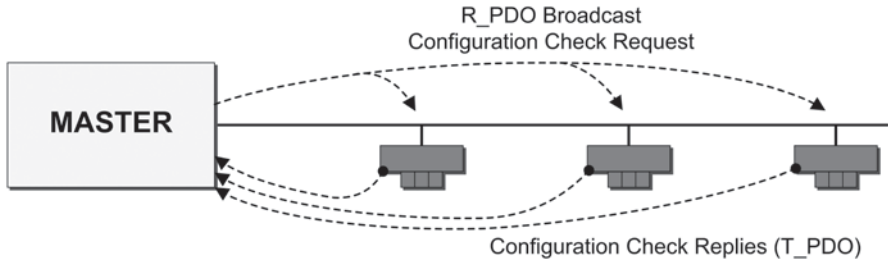 R_PDO Broadcast
Configuration Check Request
MASTER
Configuration Check Replies (T_PDO)